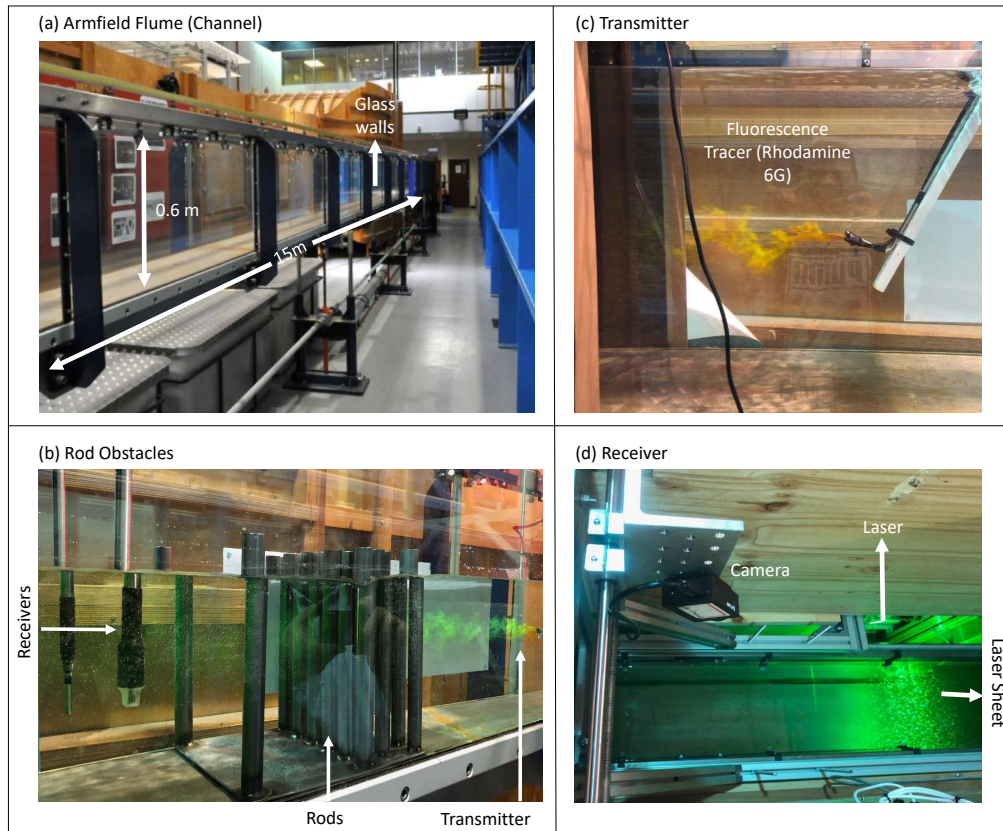 (a) Armfield Flume (Channel)
Glass
walls
0.6 m
15m
(c) Transmitter
Fluorescence
Tracer (Rhodamine
6G)
(b) Rod Obstacles
Receivers
Rods
Transmitter
(d) Receiver
Laser
Camera
Laser Sheet